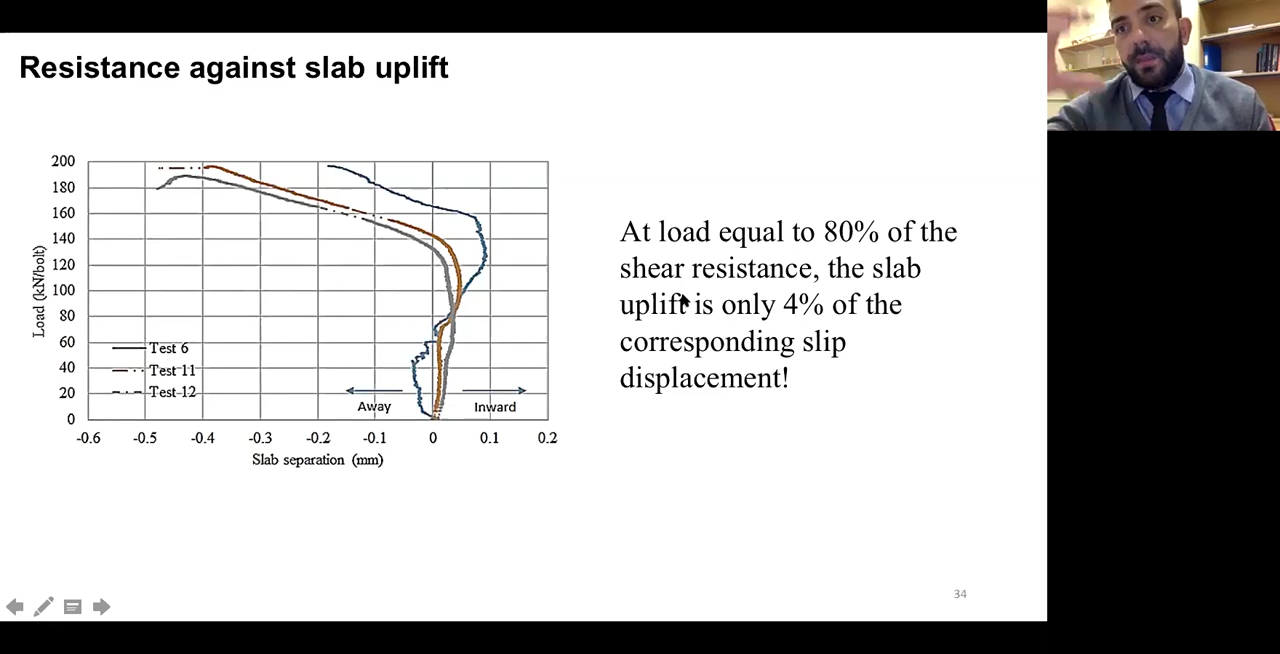 Resistance against slab uplift
200
180
160
140
120
100
80
60
40
20
0
Load (kN/bolt)
Test 6
Test 11
Test 12
Away
Inward
-0.6 -0.5 -0.4 -0.3 -0.2 -0.1 0 0.1 0.2
Slab separation (mm)
At load equal to 80% of the
shear resistance, the slab
uplift is only 4% of the
corresponding slip
displacement!
34